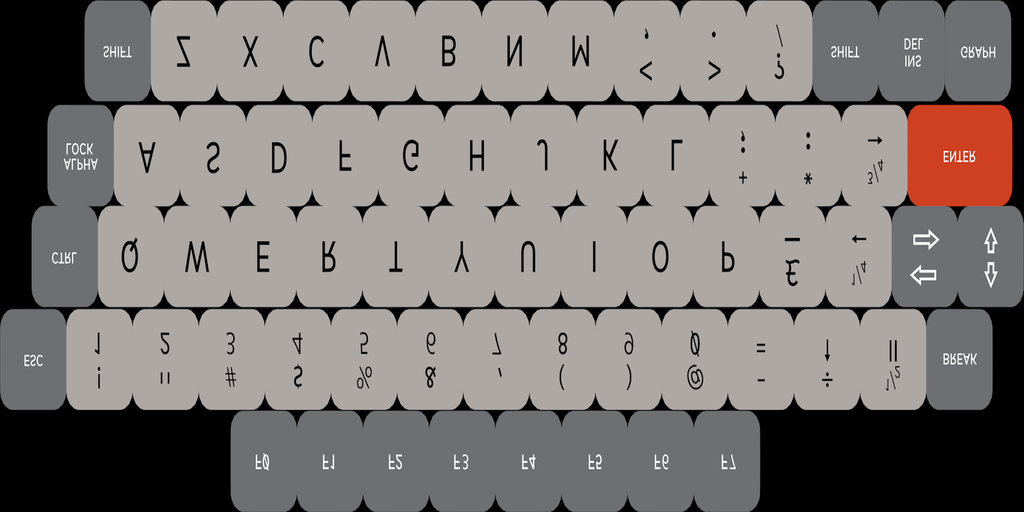 F0 F1 F2 F3 F4 F5 F6 F7
! " # $ % & ' ( ) @ - ÷ 1/2
ESC 1 2 3 4 5 6 7 8 9 0 = ↑ || BREAK
£ 1/4 ⇦ ⇧
CTRL Q W E R T Y U I O P _ ← ⇨ ⇩
+ * 3/4
ALPHA
LOCK A S D F G H J K L ; : → ENTER
< > ? INS
SHIFT Z X C V B N M , . / SHIFT DEL GRAPH